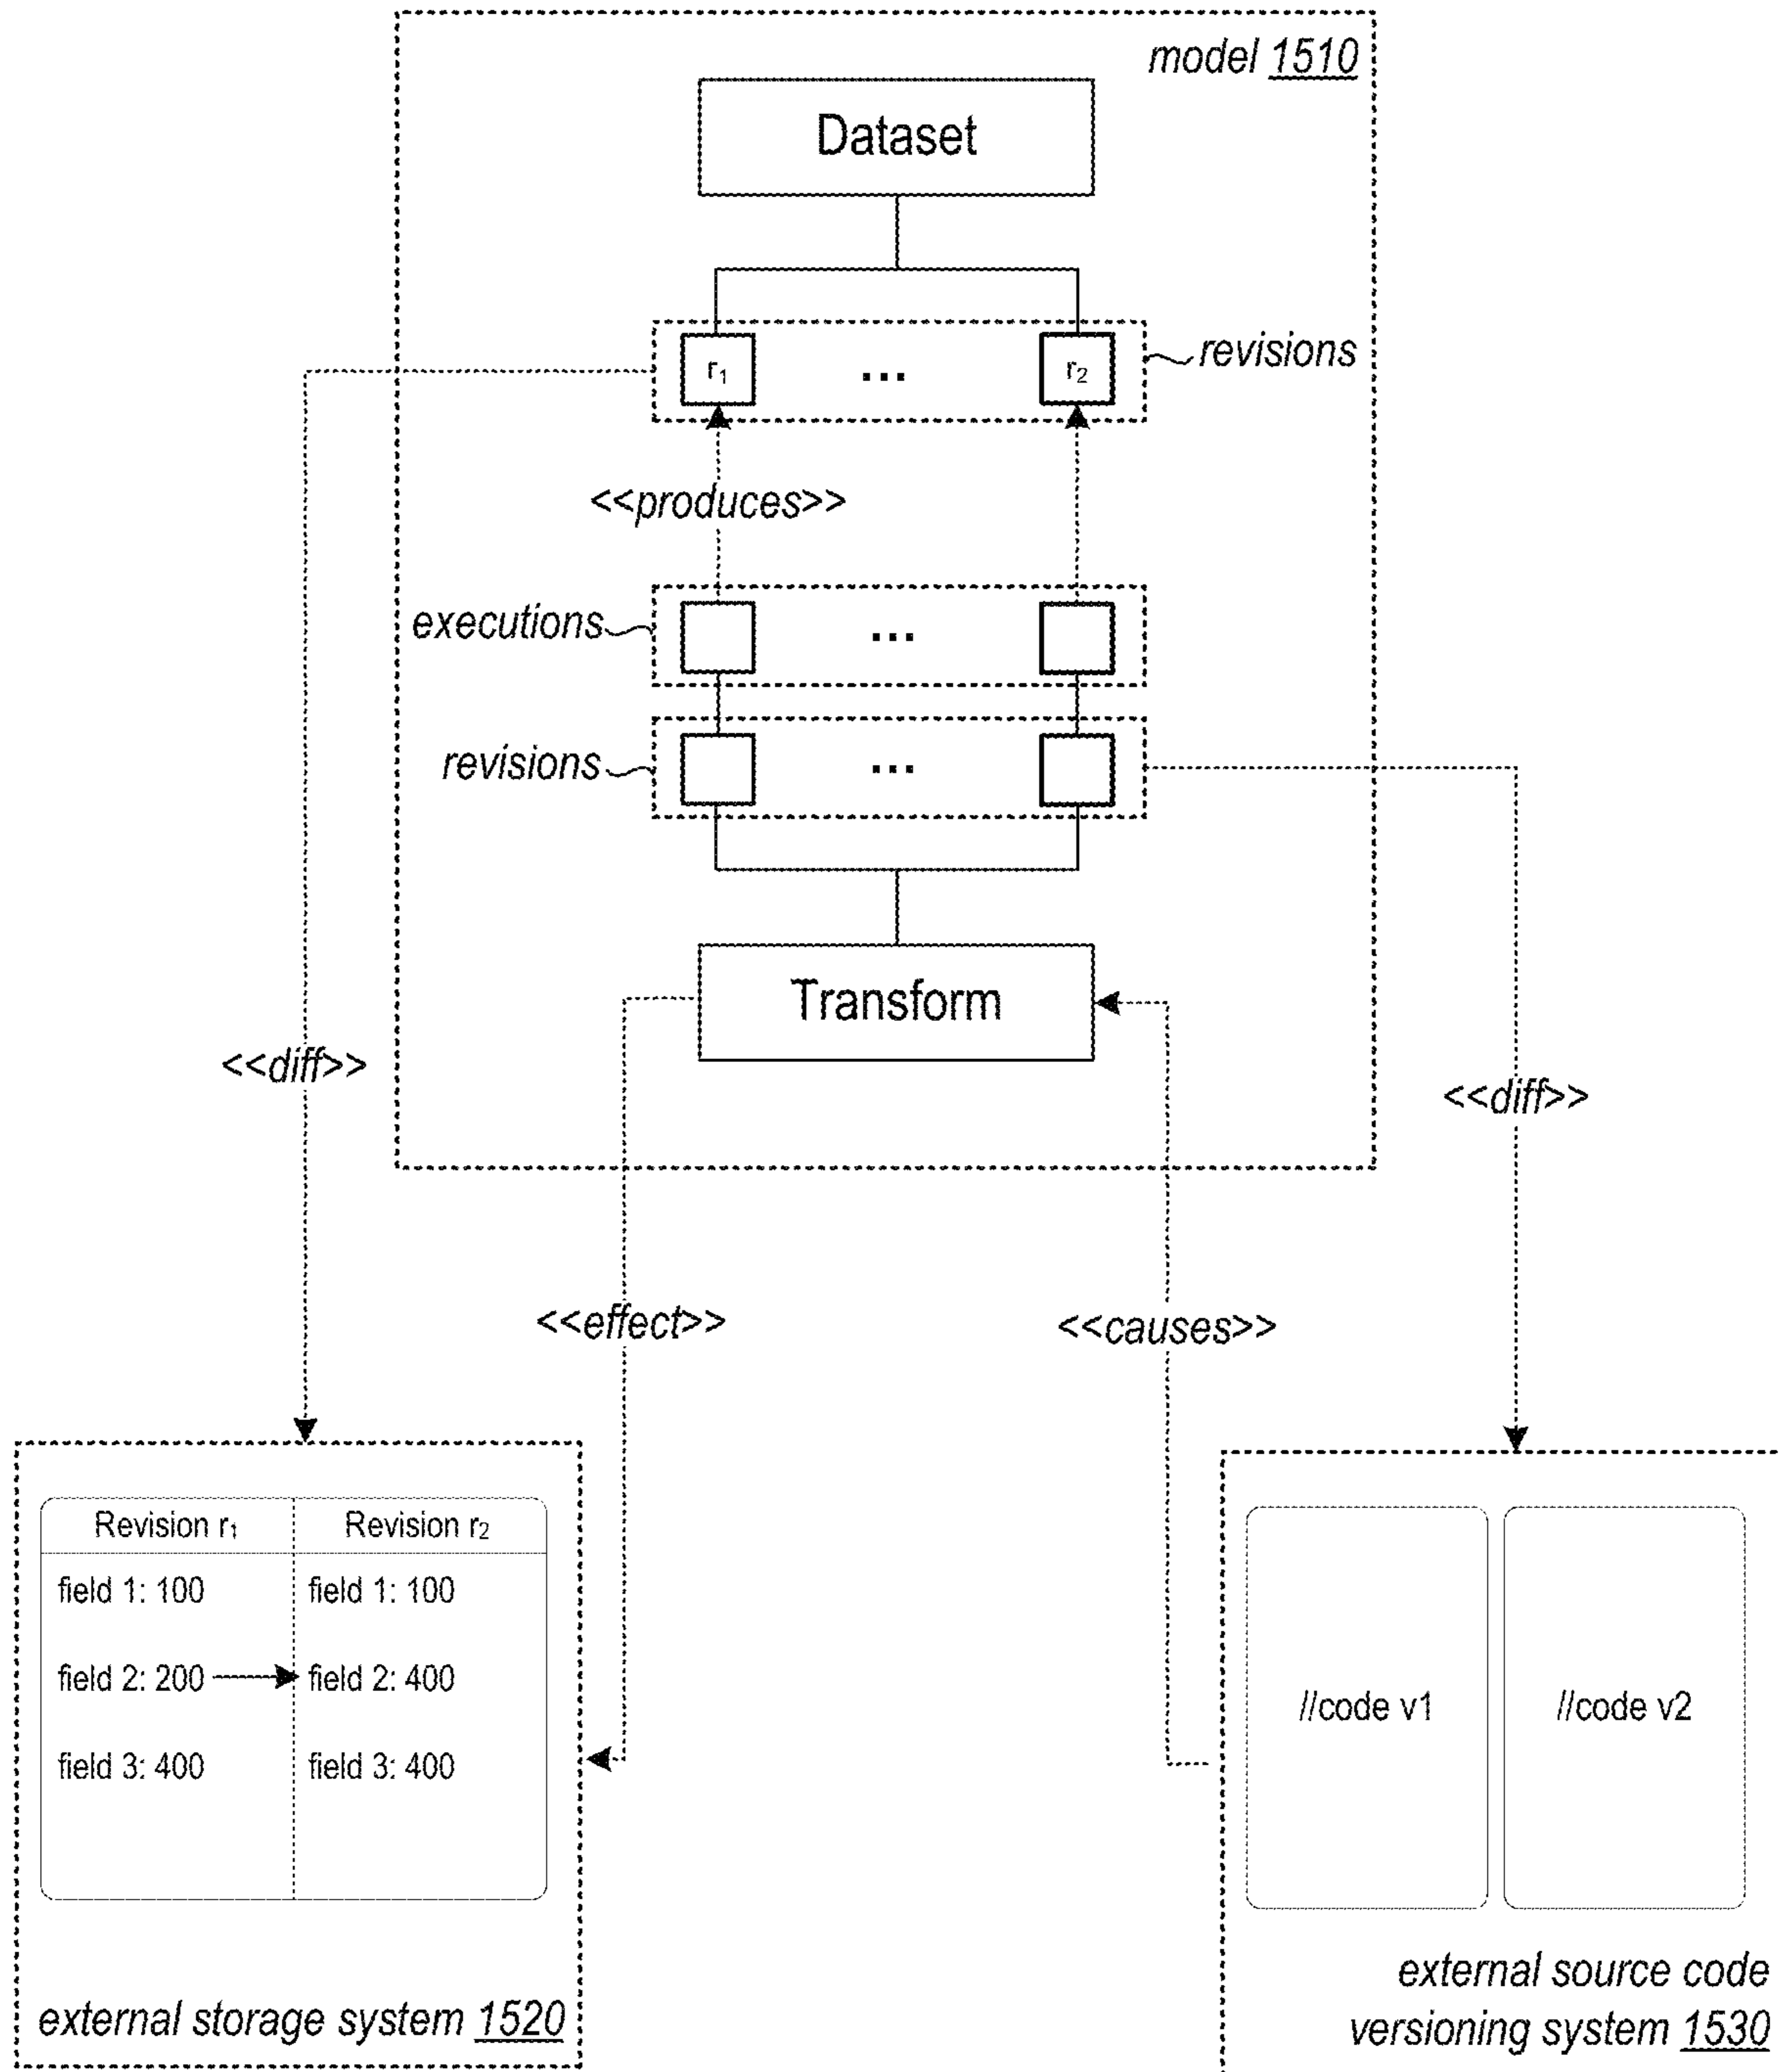 model 1510
Dataset
r₁ ... r₂
revisions
<<produces>>
executions
...
revisions
...
Transform
<<diff>>
<<diff>>
<<effect>>
<<causes>>
Revision r₁
Revision r₂
field 1: 100
field 1: 100
field 2: 200
field 2: 400
field 3: 400
field 3: 400
external storage system 1520
//code v1
//code v2
external source code
versioning system 1530